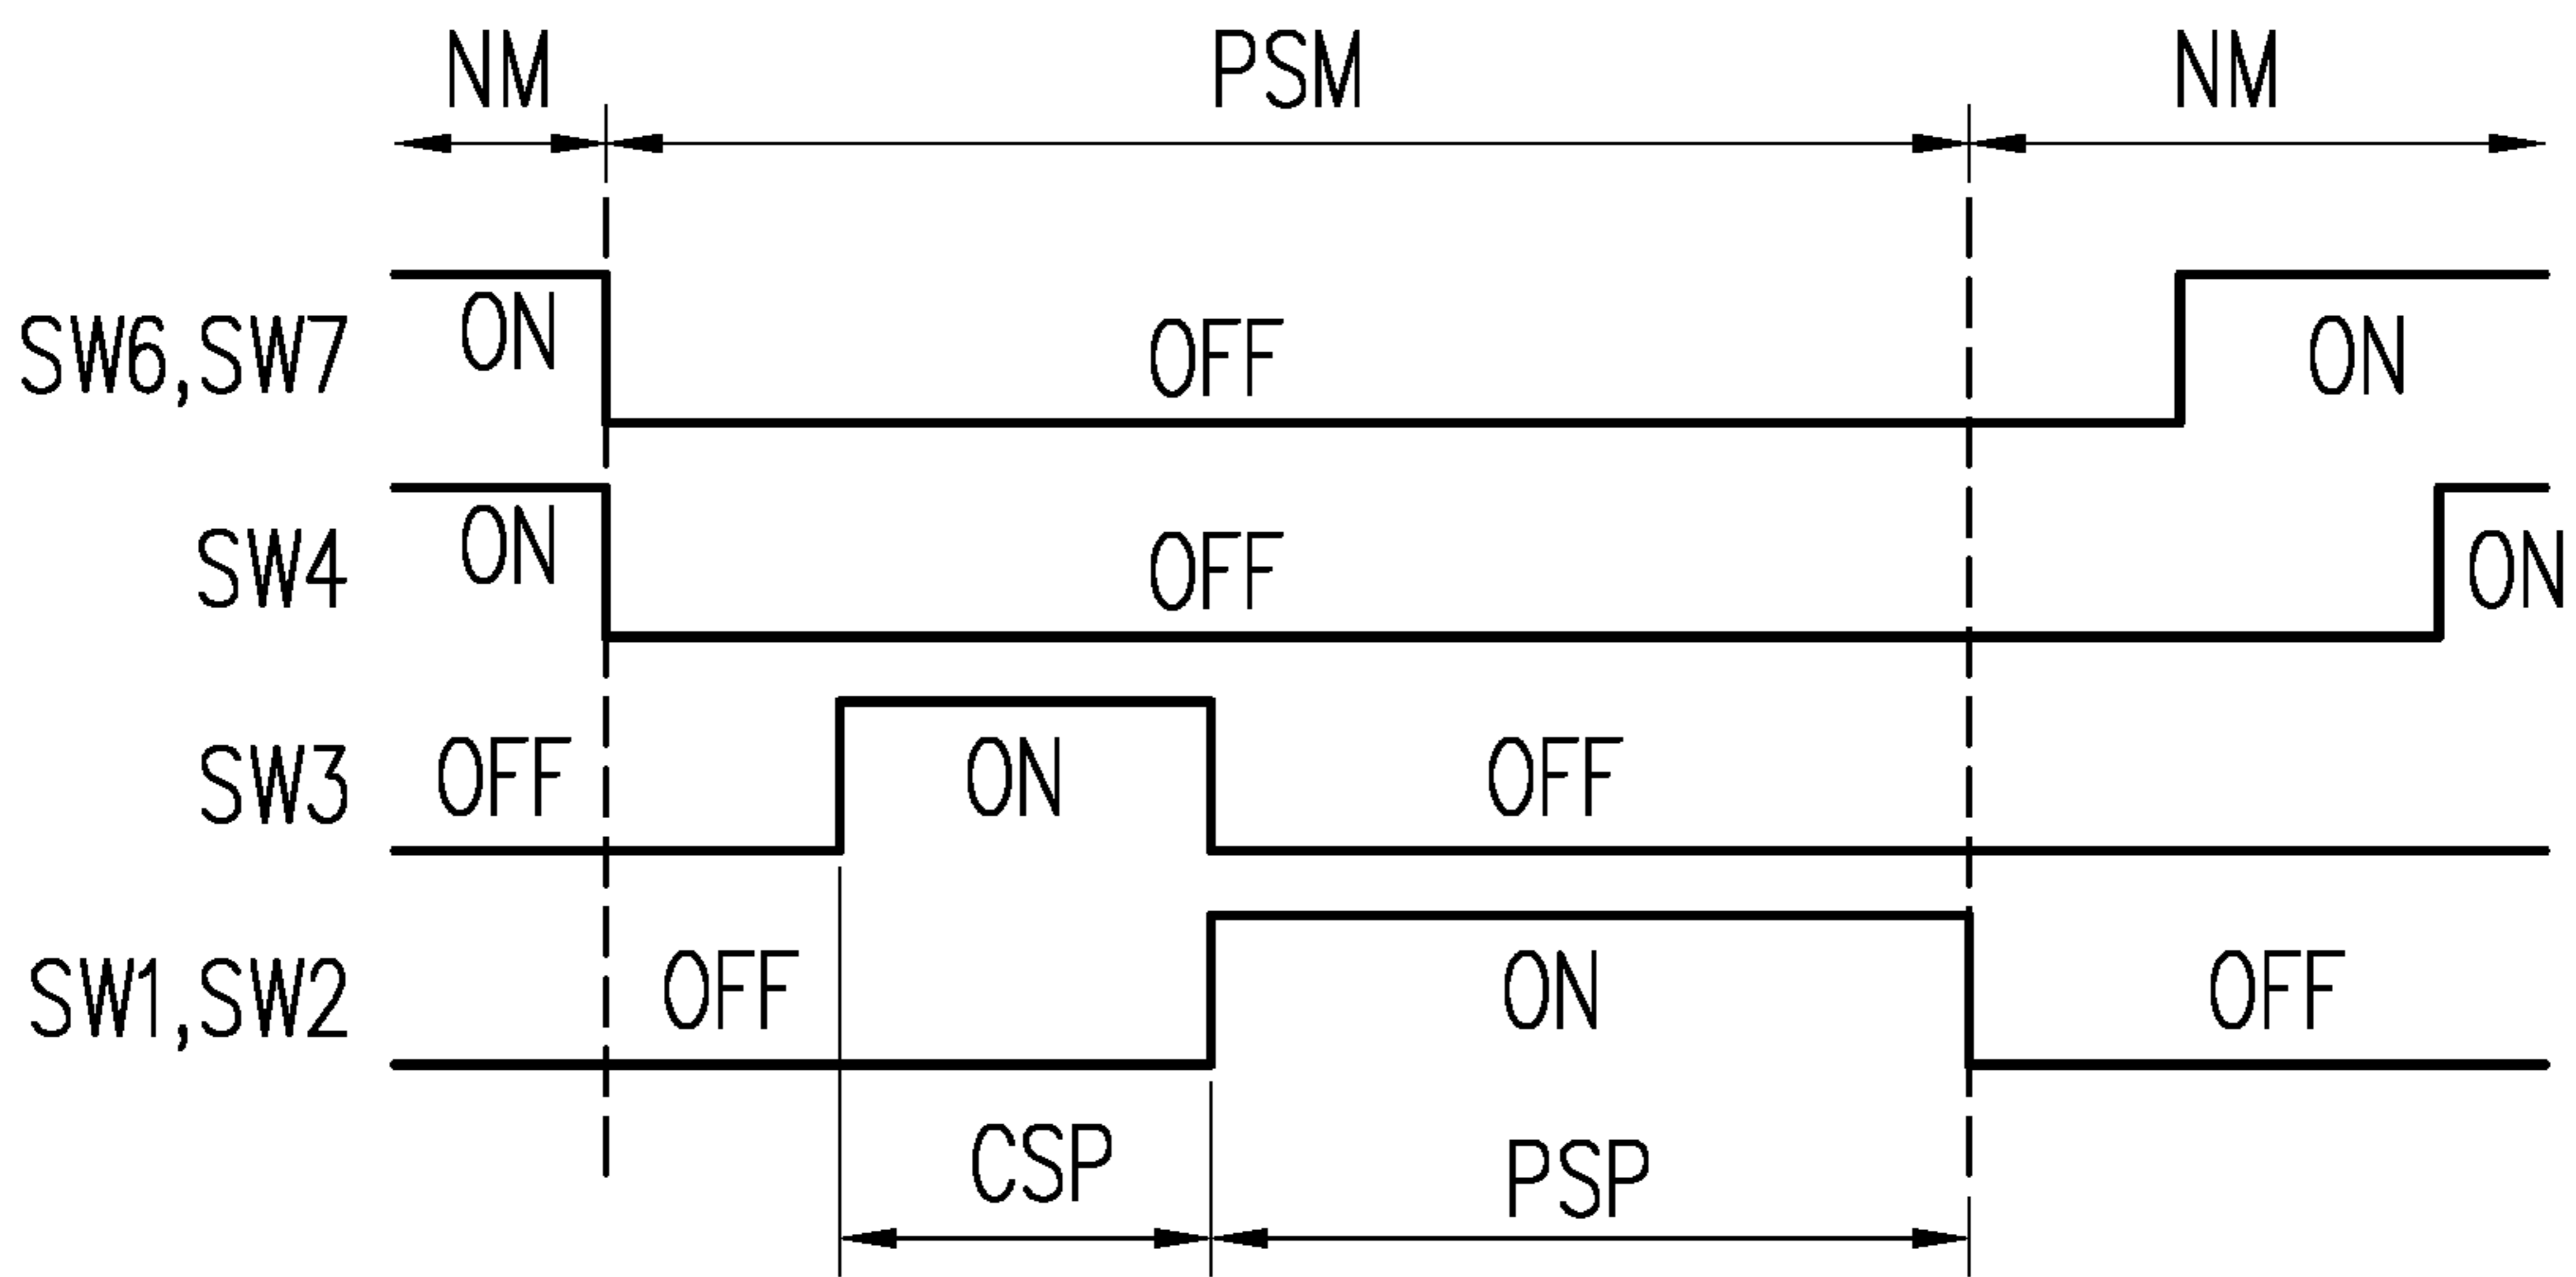 NM PSM NM
SW6,SW7 ON OFF ON
SW4 ON OFF ON
SW3 OFF ON OFF
SW1,SW2 OFF ON OFF
CSP PSP